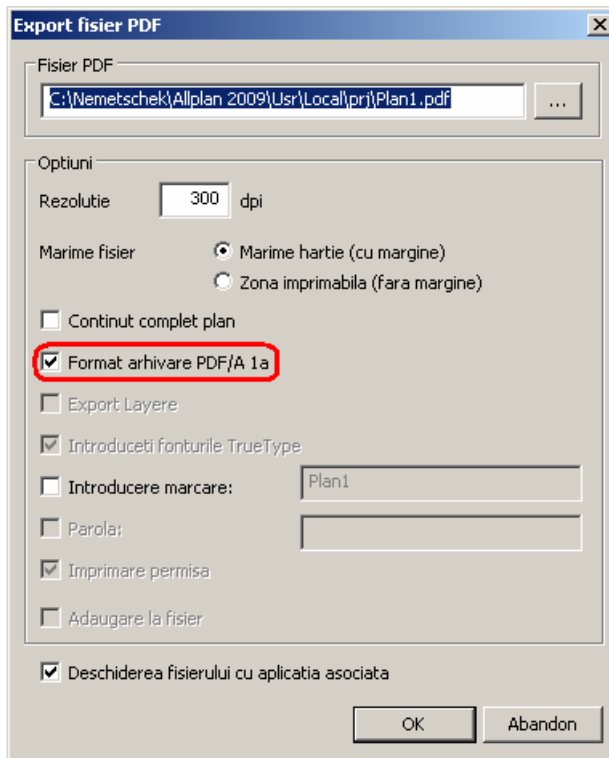 Export fisier PDF
Fisier PDF
C:\Nemetschek\Allplan 2009\Usr\Local\prj\Plan1.pdf
...
Optiuni
Rezolutie 300 dpi
Marime fisier Marime hartie (cu margine)
Zona imprimabila (fara margine)
Continut complet plan
Format arhivare PDF/A 1a
Export Layere
Introduceti fonturile TrueType
Introducere marcare: Plan1
Parola:
Imprimare permisa
Adaugare la fisier
Deschiderea fisierului cu aplicatia asociata
OK Abandon